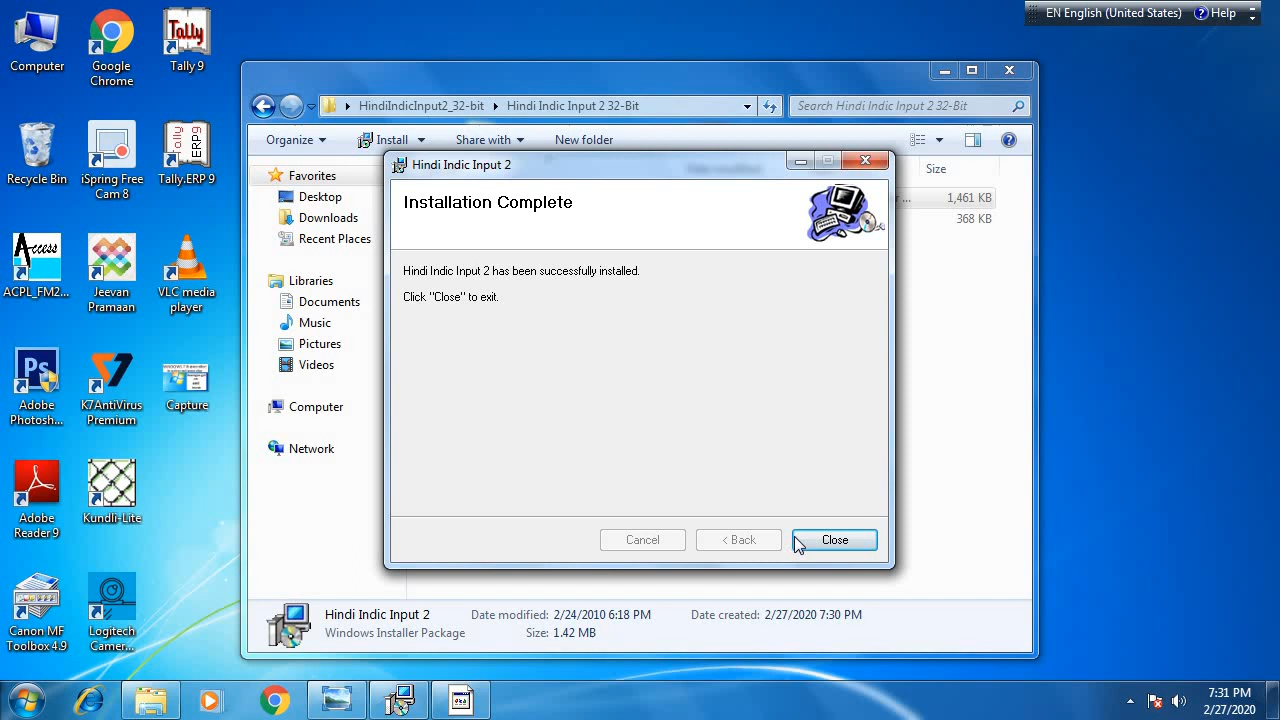 EN English (United States) Help
Computer
Google
Chrome
Tally
Tally 9
Recycle Bin
iSpring Free
Cam 8
Tally
ERP9
Tally.ERP 9
Access
ACPL_FM2...
Jeevan
Pramaan
VLC media
player
Ps
Adobe
Photosh...
K7AntiVirus
Premium
Capture
Adobe
Reader 9
Kundli-Lite
Canon MF
Toolbox 4.9
Logitech
Camer...
HindiIndicInput2_32-bit Hindi Indic Input 2 32-Bit
Search Hindi Indic Input 2 32-Bit
Organize Install Share with New folder
Favorites
Desktop
Downloads
Recent Places
Libraries
Documents
Music
Pictures
Videos
Computer
Network
Size
... 1,461 KB
368 KB
Hindi Indic Input 2
Installation Complete
Hindi Indic Input 2 has been successfully installed.
Click "Close" to exit.
Cancel < Back Close
Hindi Indic Input 2 Date modified: 2/24/2010 6:18 PM Date created: 2/27/2020 7:30 PM
Windows Installer Package Size: 1.42 MB
7:31 PM
2/27/2020